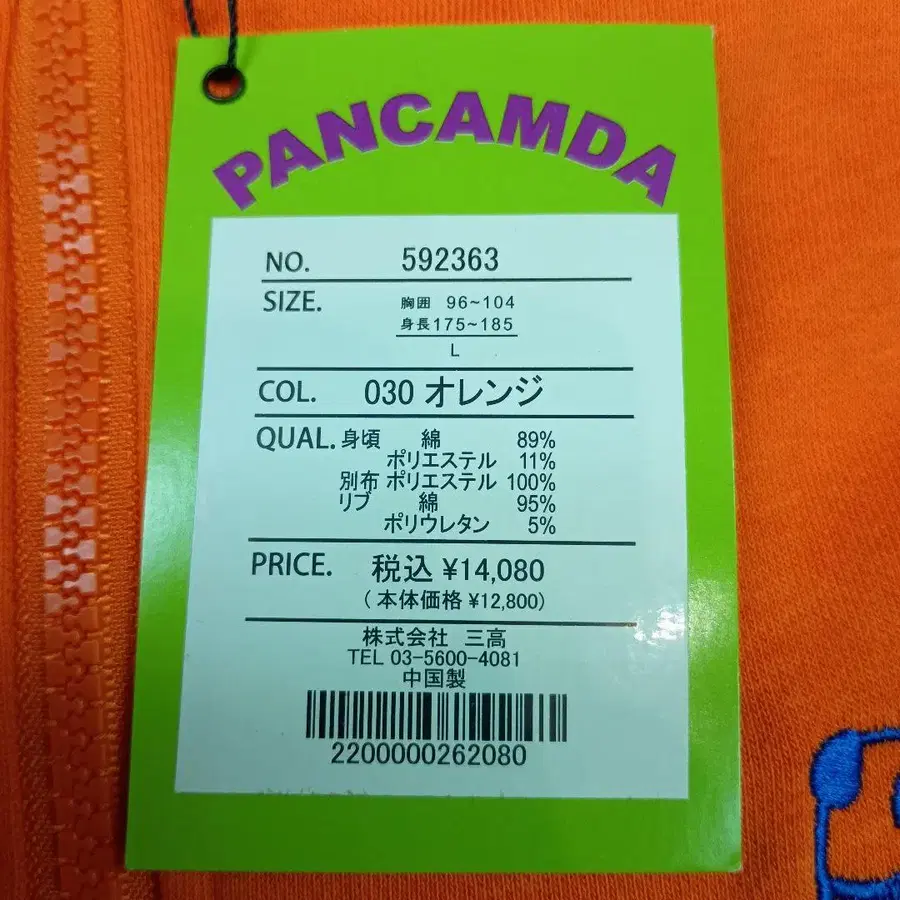 PANCAMDA
NO. 592363
SIZE. 胸囲 96~104
身長175~185
L
COL. 030 オレンジ
QUAL. 身頃 綿 89%
ポリエステル 11%
別布 ポリエステル 100%
リブ 綿 95%
ポリウレタン 5%
PRICE. 税込 ¥14,080
( 本体価格 ¥12,800)
株式会社 三高
TEL 03-5600-4081
中国製
2200000262080